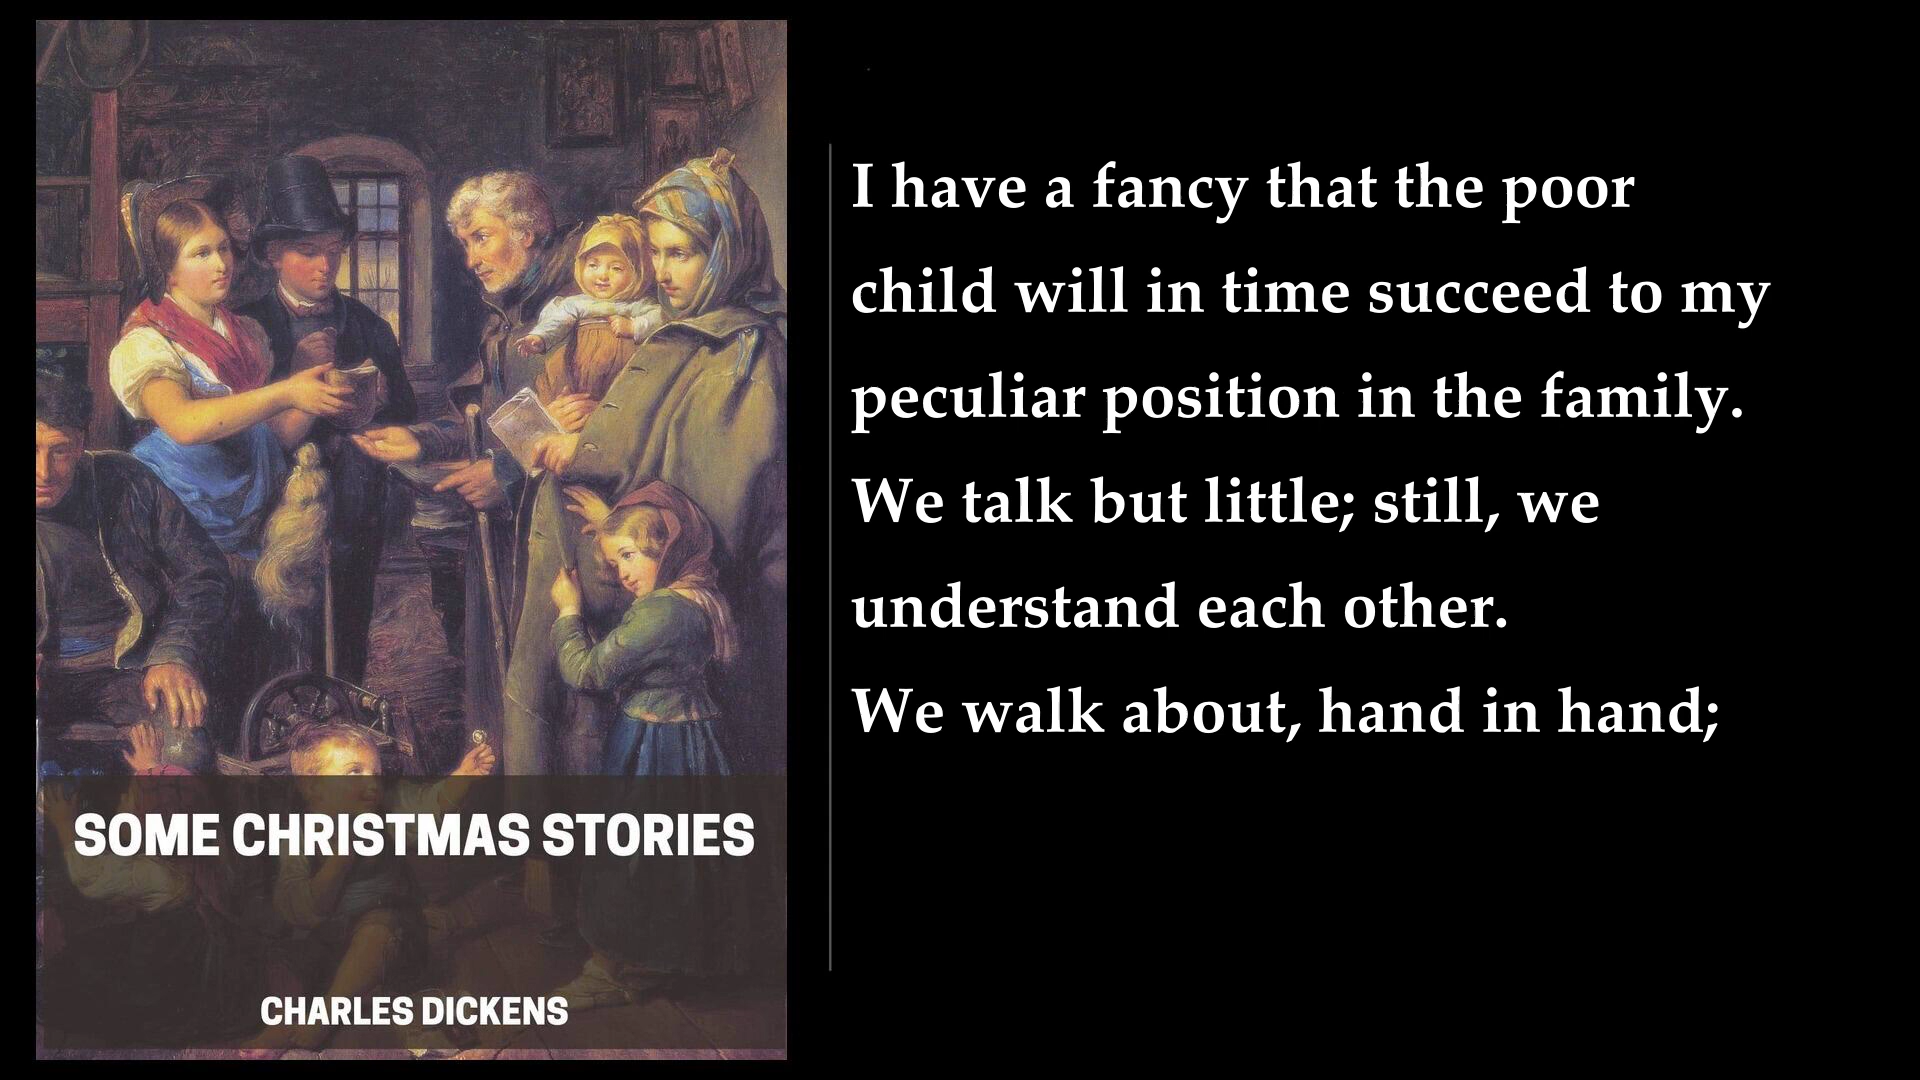 SOME CHRISTMAS STORIES
CHARLES DICKENS
I have a fancy that the poor
child will in time succeed to my
peculiar position in the family.
We talk but little; still, we
understand each other.
We walk about, hand in hand;